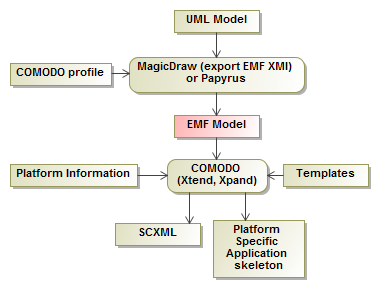 UML Model
COMODO profile
MagicDraw (export EMF XMI)
or Papyrus
EMF Model
Platform Information
COMODO
(Xtend, Xpand)
Templates
SCXML
Platform
Specific
Application
skeleton